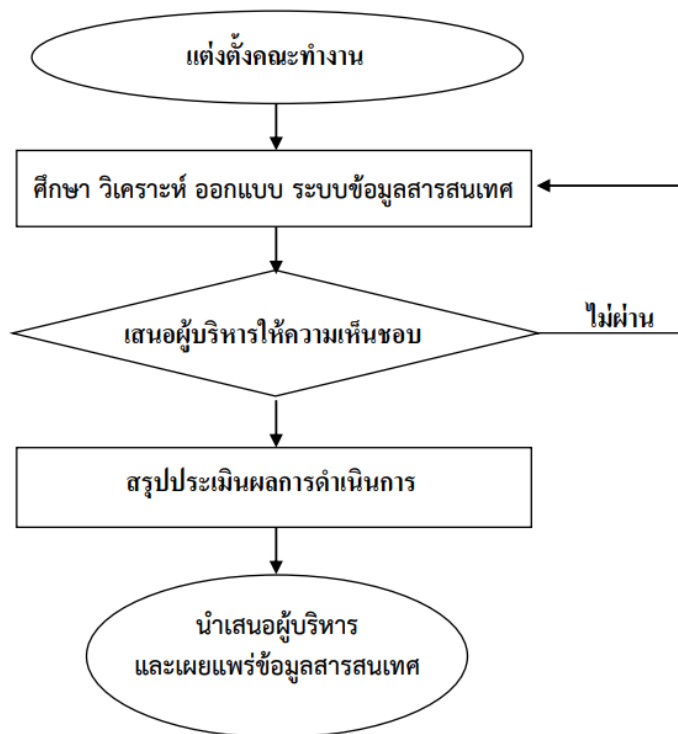 แต่งตั้งคณะทำงาน
ศึกษา วิเคราะห์ ออกแบบ ระบบข้อมูลสารสนเทศ
เสนอผู้บริหารให้ความเห็นชอบ
ไม่ผ่าน
สรุปประเมินผลการดำเนินการ
นำเสนอผู้บริหาร
และเผยแพร่ข้อมูลสารสนเทศ